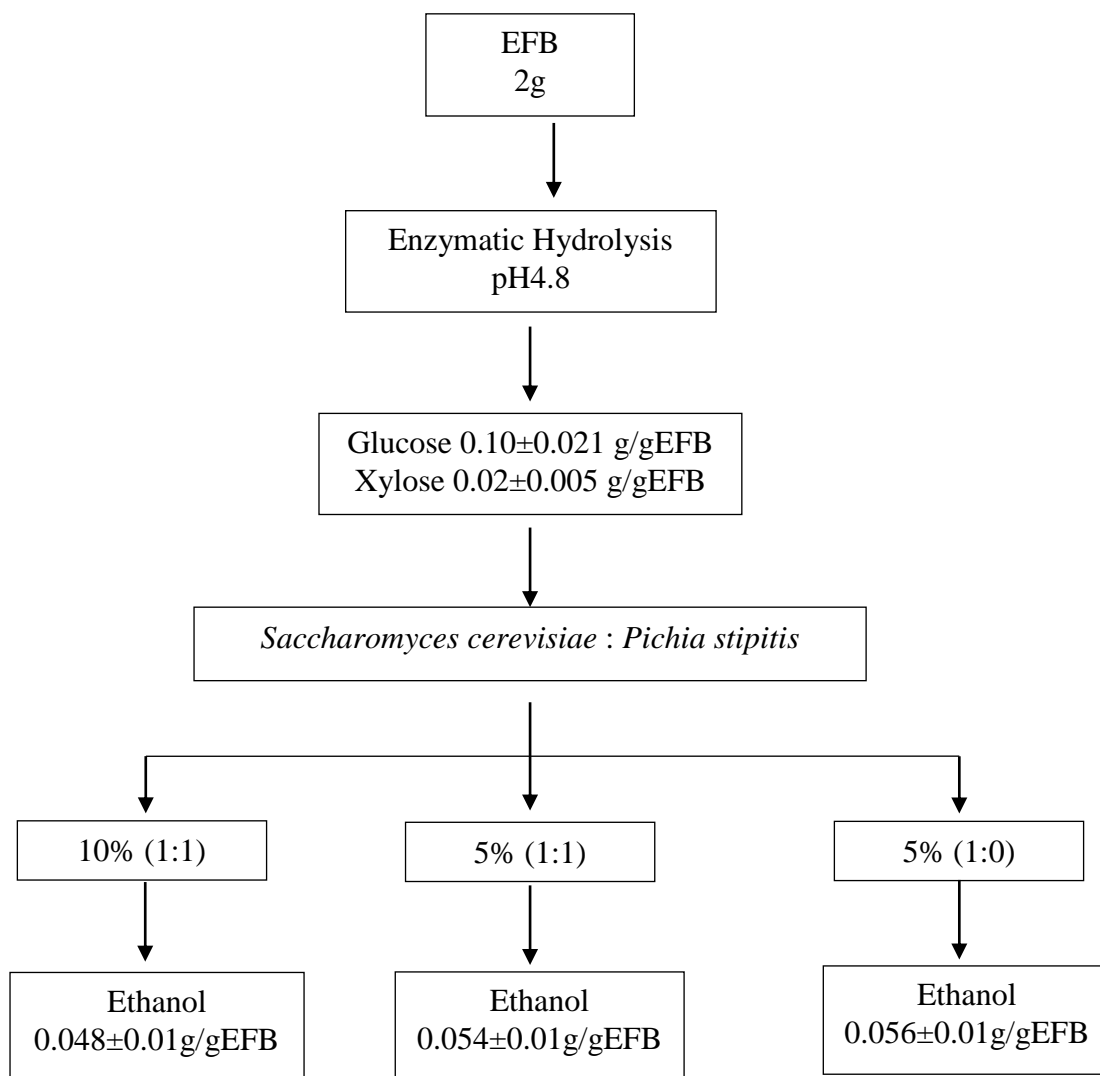 EFB
2g
Enzymatic Hydrolysis
pH4.8
Glucose 0.10±0.021 g/gEFB
Xylose 0.02±0.005 g/gEFB
Saccharomyces cerevisiae : Pichia stipitis
10% (1:1)
5% (1:1)
5% (1:0)
Ethanol
0.048±0.01g/gEFB
Ethanol
0.054±0.01g/gEFB
Ethanol
0.056±0.01g/gEFB